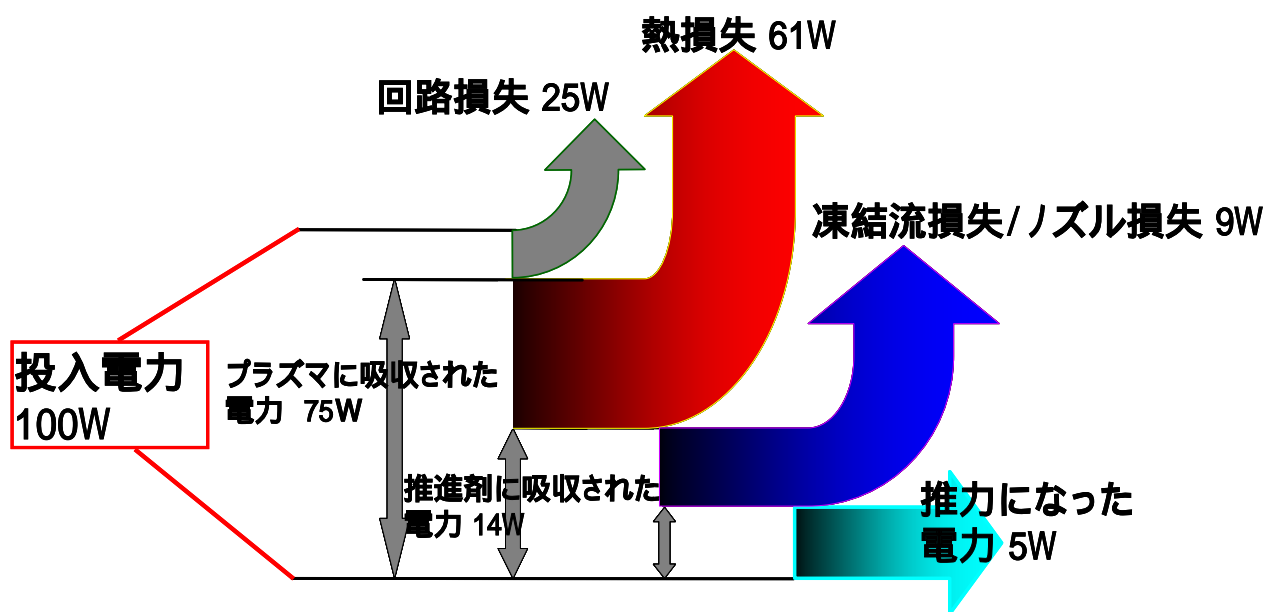 熱損失 61W
回路損失 25W
凍結流損失/ノズル損失 9W
投入電力
100W
プラズマに吸収された
電力 75W
推進剤に吸収された
電力 14W
推力になった
電力 5W